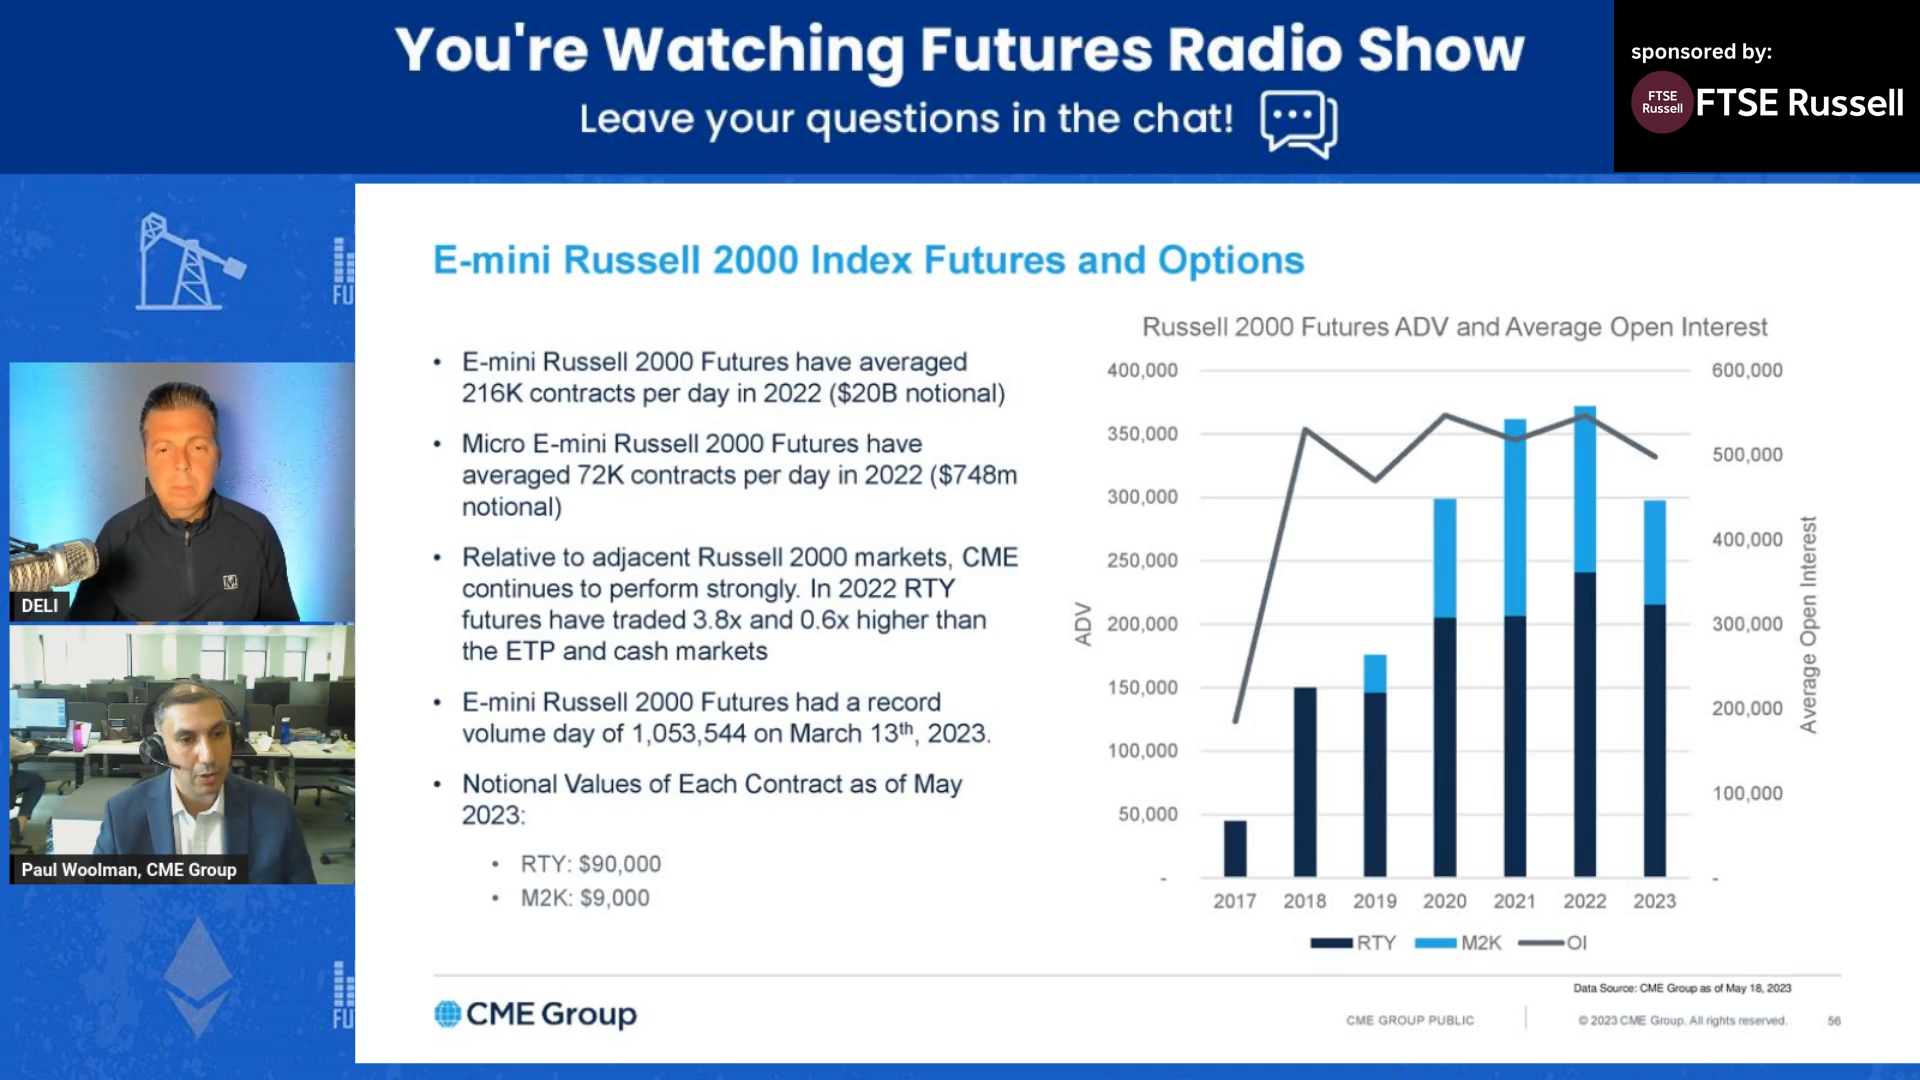 You're Watching Futures Radio Show
Leave your questions in the chat!
sponsored by:
FTSE
Russell
FTSE Russell
FU
DELI
Paul Woolman, CME Group
FU
E-mini Russell 2000 Index Futures and Options
• E-mini Russell 2000 Futures have averaged
216K contracts per day in 2022 ($20B notional)
• Micro E-mini Russell 2000 Futures have
averaged 72K contracts per day in 2022 ($748m
notional)
• Relative to adjacent Russell 2000 markets, CME
continues to perform strongly. In 2022 RTY
futures have traded 3.8x and 0.6x higher than
the ETP and cash markets
• E-mini Russell 2000 Futures had a record
volume day of 1,053,544 on March 13th, 2023.
• Notional Values of Each Contract as of May
2023:
• RTY: $90,000
• M2K: $9,000
Russell 2000 Futures ADV and Average Open Interest
400,000
350,000
300,000
250,000
200,000
150,000
100,000
50,000
-
ADV
600,000
500,000
400,000
300,000
200,000
100,000
-
Average Open Interest
2017 2018 2019 2020 2021 2022 2023
RTY M2K OI
Data Source: CME Group as of May 18, 2023
CME Group
CME GROUP PUBLIC
© 2023 CME Group. All rights reserved.
56